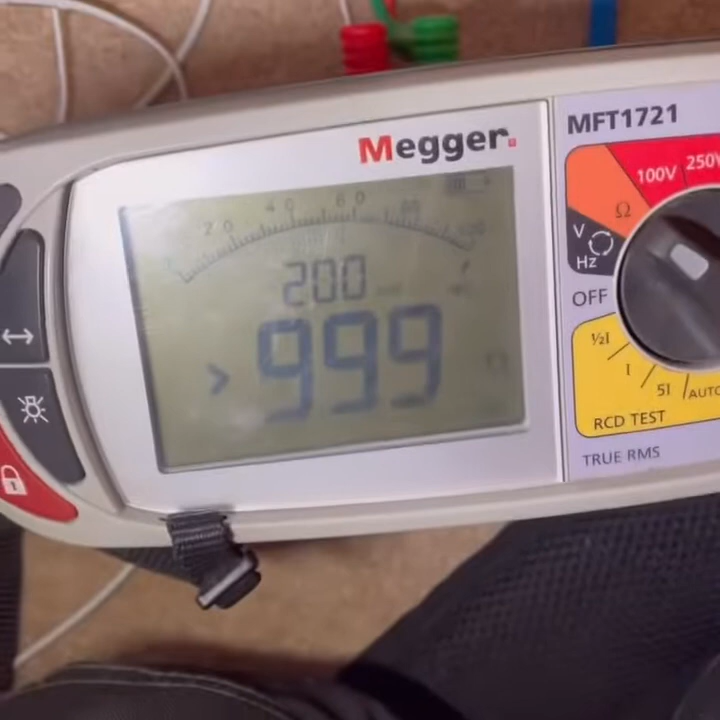 Megger.
MFT1721
100V 250V
Ω
V
Hz
OFF
½I
I
5I
AUTO
RCD TEST
TRUE RMS
20 40 60 80 100
200
> 999